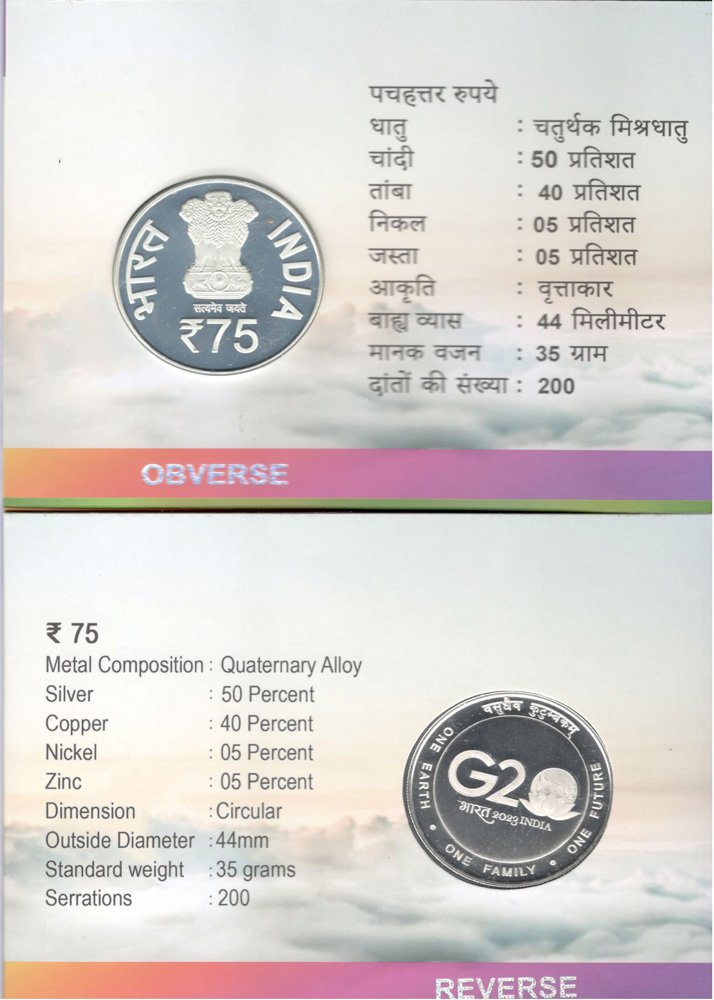 पचहत्तर रुपये
धातु : चतुर्थक मिश्रधातु
चांदी : 50 प्रतिशत
तांबा : 40 प्रतिशत
निकल : 05 प्रतिशत
जस्ता : 05 प्रतिशत
आकृति : वृत्ताकार
बाह्य व्यास : 44 मिलीमीटर
मानक वजन : 35 ग्राम
दांतों की संख्या : 200
भारत
INDIA
सत्यमेव जयते
₹75
OBVERSE
₹ 75
Metal Composition : Quaternary Alloy
Silver : 50 Percent
Copper : 40 Percent
Nickel : 05 Percent
Zinc : 05 Percent
Dimension : Circular
Outside Diameter : 44mm
Standard weight : 35 grams
Serrations : 200
वसुधैव कुटुम्बकम्
G20
भारत 2023 INDIA
ONE EARTH • ONE FAMILY • ONE FUTURE
REVERSE